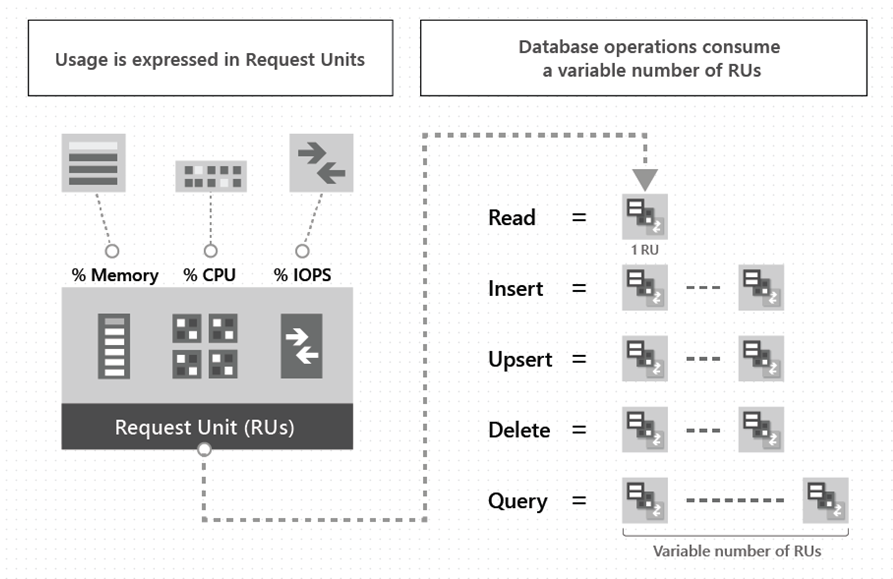 Usage is expressed in Request Units
Database operations consume
a variable number of RUs
% Memory
% CPU
% IOPS
Request Unit (RUs)
Read =
1 RU
Insert =
Upsert =
Delete =
Query =
Variable number of RUs